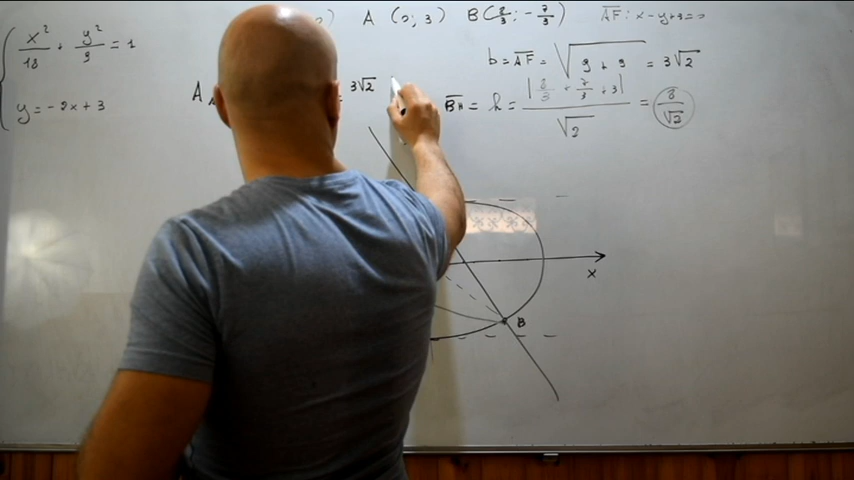 A (0; 3) B(8/3; -7/3) AF: x-y+3=0
x²/18 + y²/9 = 1
b = AF = √9+9 = 3√2
y = -2x+3
A
= 3√2
BH = h = |8/3 + 7/3 + 3|/√2 = 8/√2
x
B